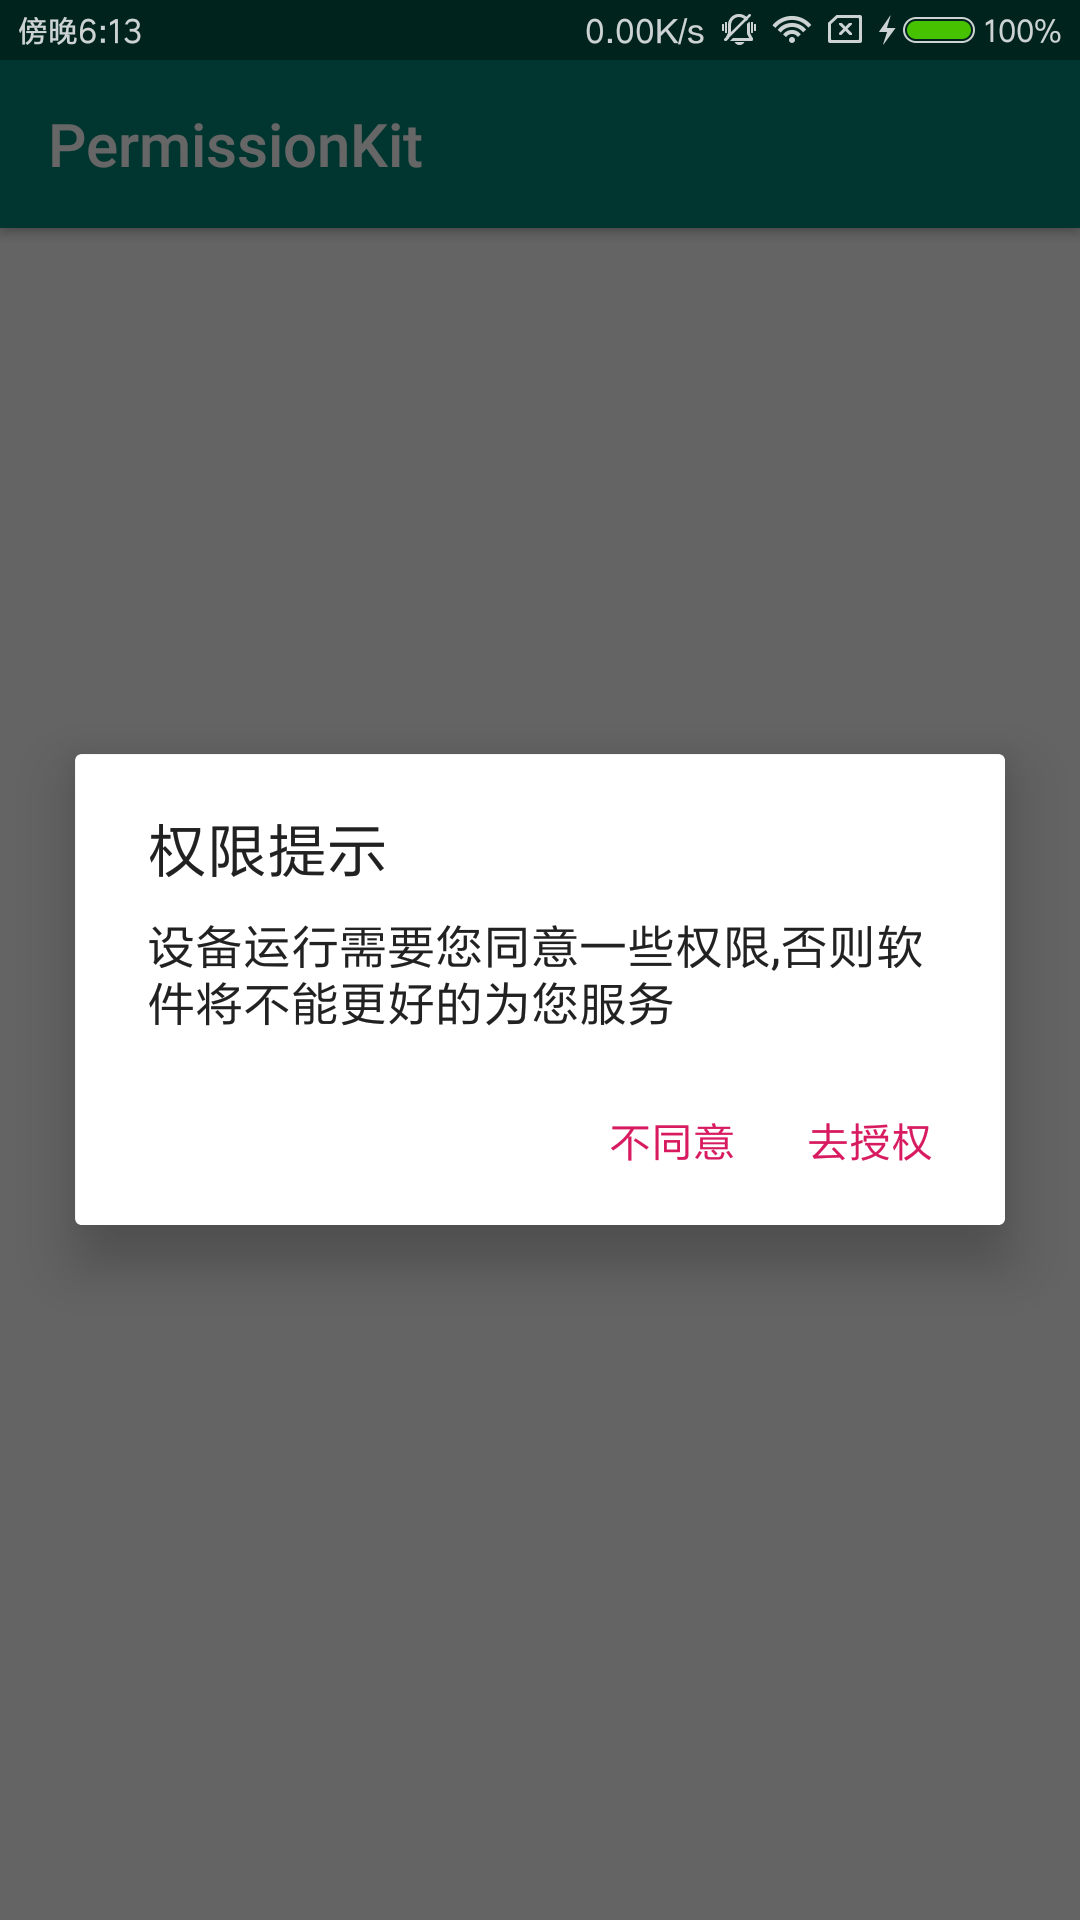 傍晚6:13 0.00K/s 100%
PermissionKit
权限提示
设备运行需要您同意一些权限,否则软
件将不能更好的为您服务
不同意 去授权